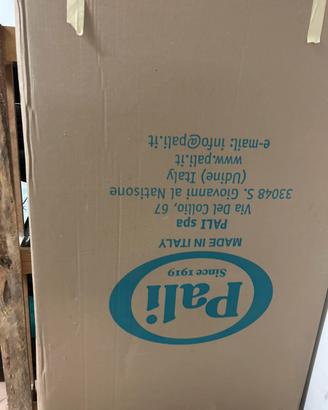 Pali
Since 1919
MADE IN ITALY
PALI spa
Via Del Collio, 67
33048 S. Giovanni al Natisone
(Udine) Italy
www.pali.it
e-mail: info@pali.it